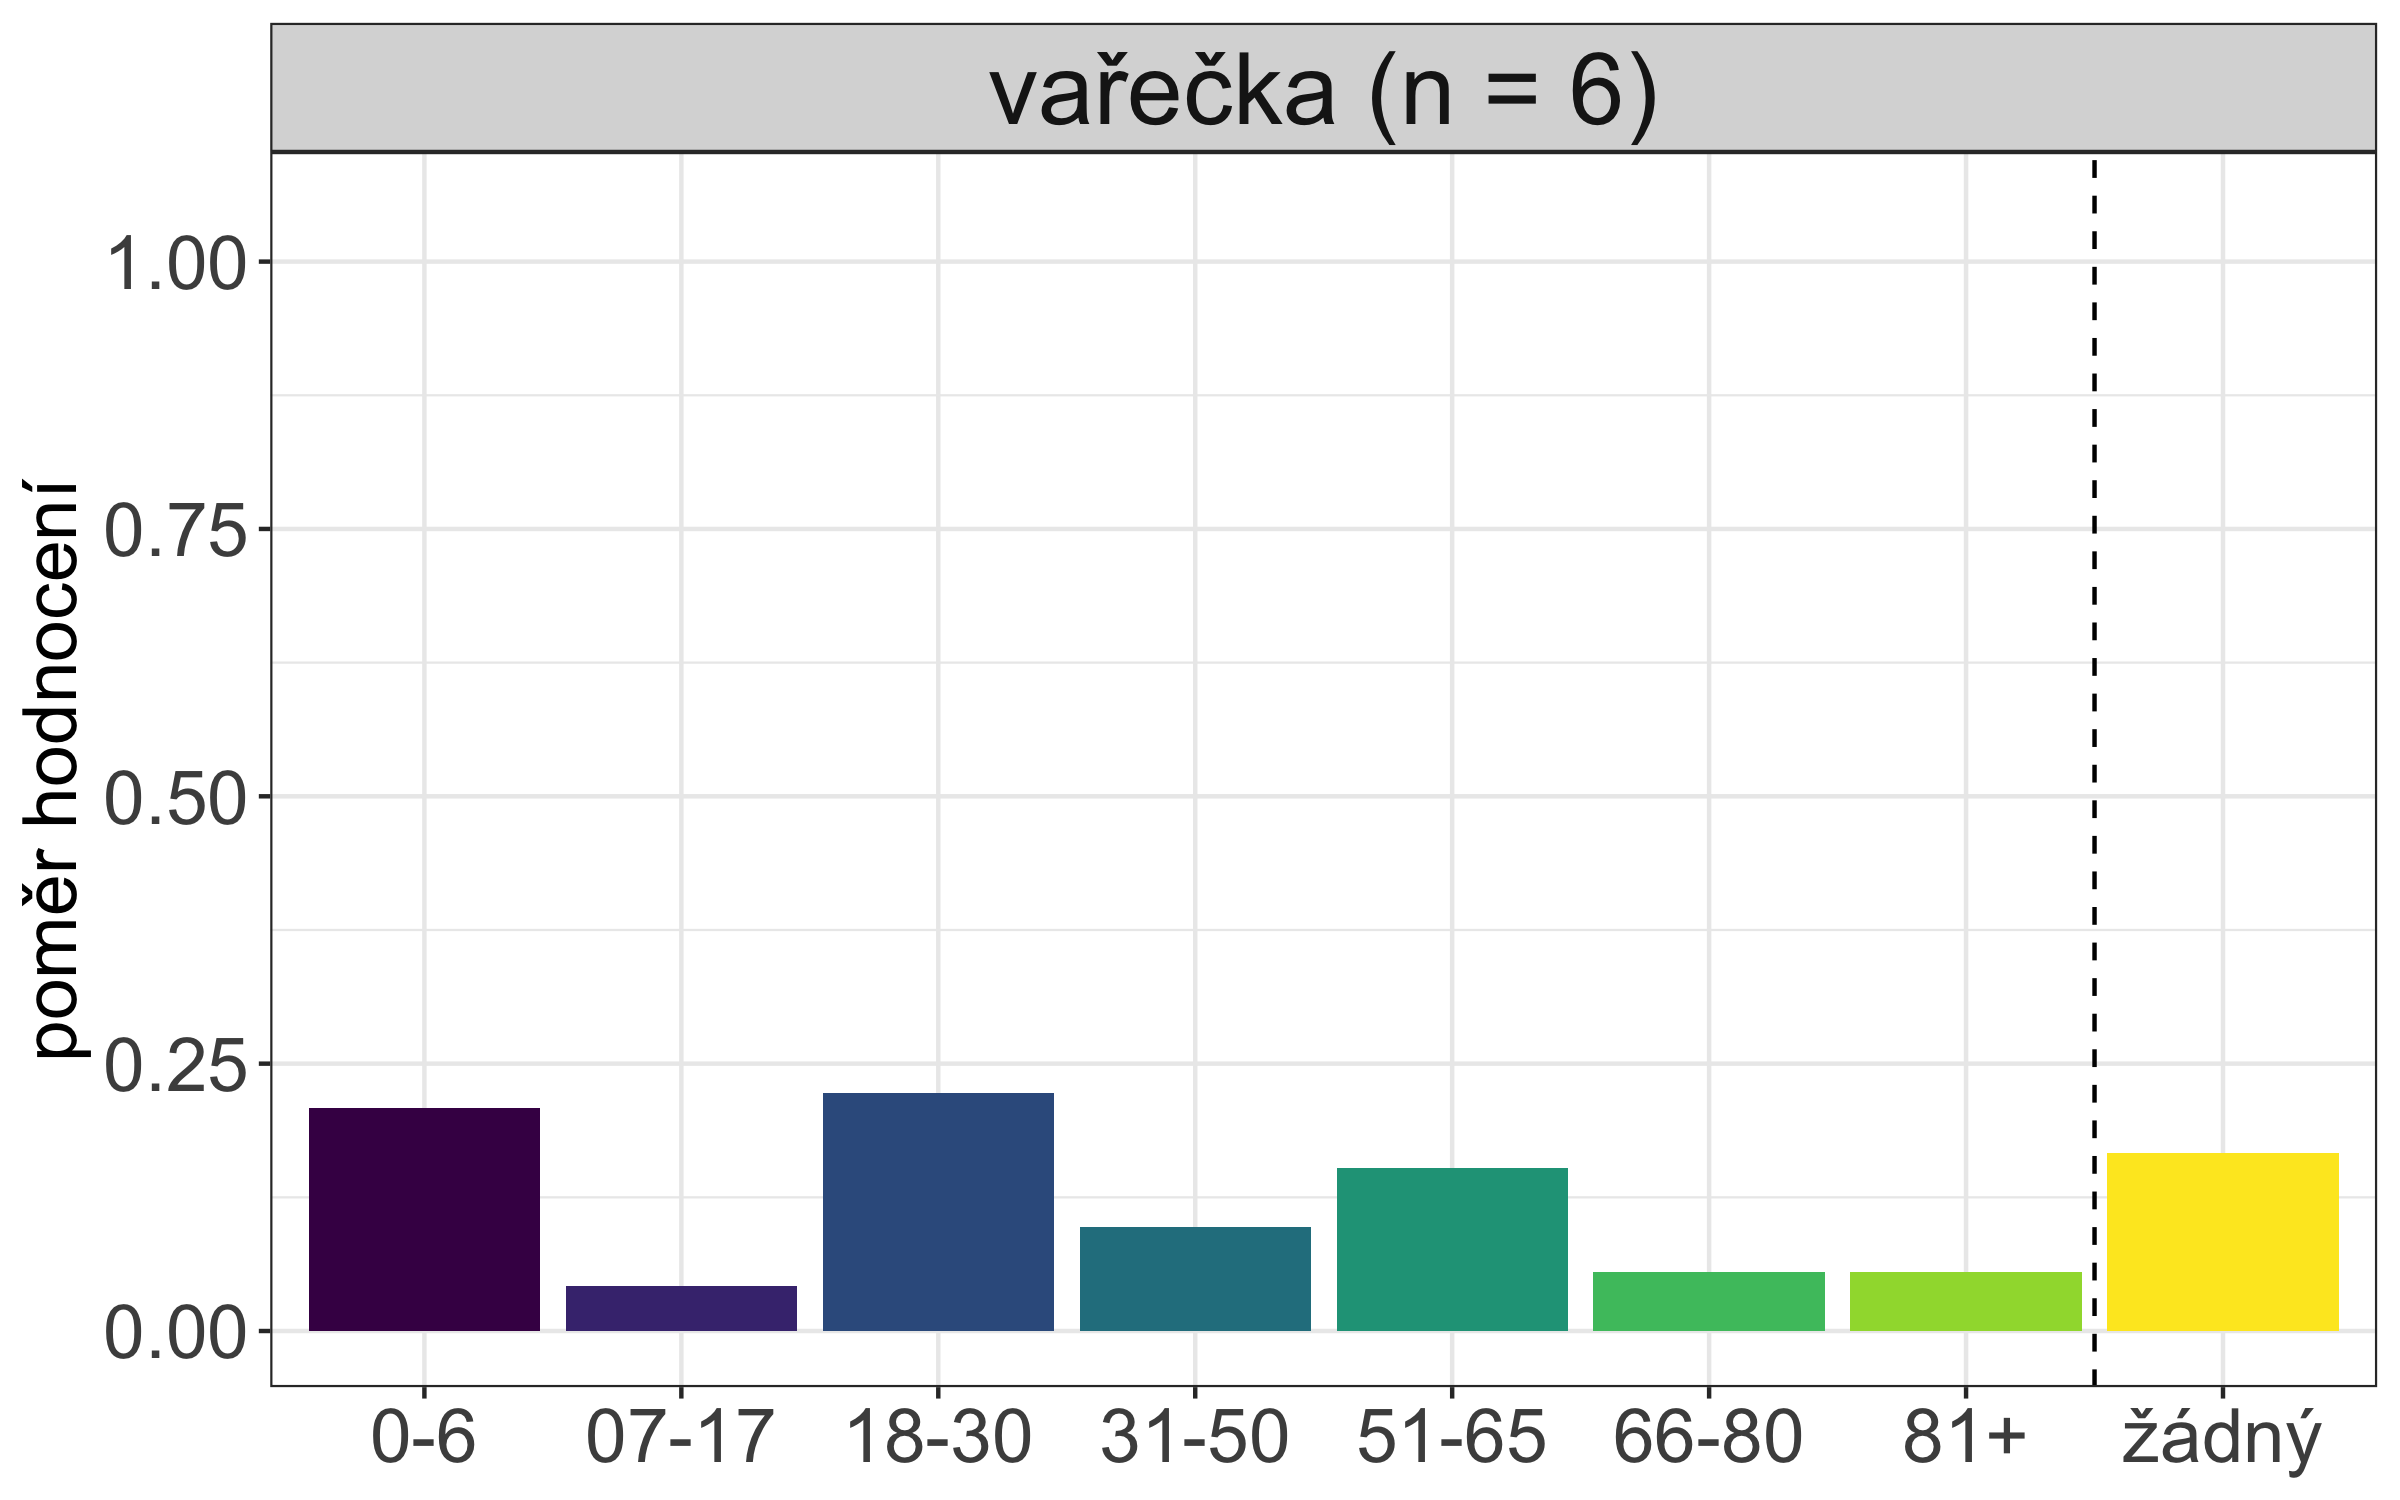 vařečka (n = 6)
poměr hodnocení
1.00
0.75
0.50
0.25
0.00
0-6 07-17 18-30 31-50 51-65 66-80 81+ žádný